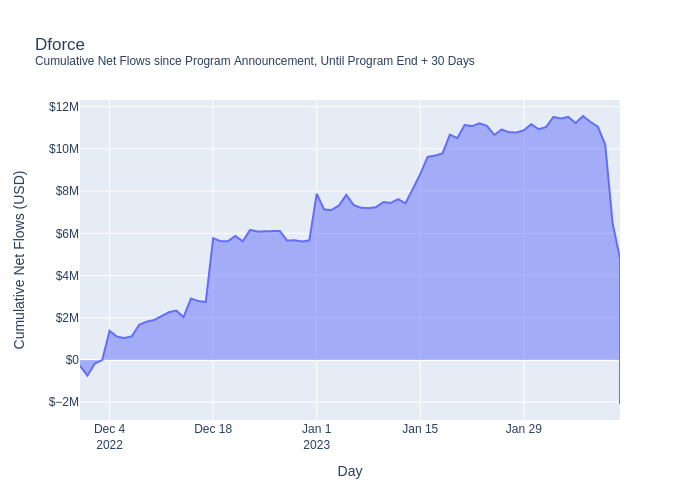 Dforce
Cumulative Net Flows since Program Announcement, Until Program End + 30 Days
Cumulative Net Flows (USD)
$12M
$10M
$8M
$6M
$4M
$2M
$0
$−2M
Dec 4
2022
Dec 18
Jan 1
2023
Jan 15
Jan 29
Day